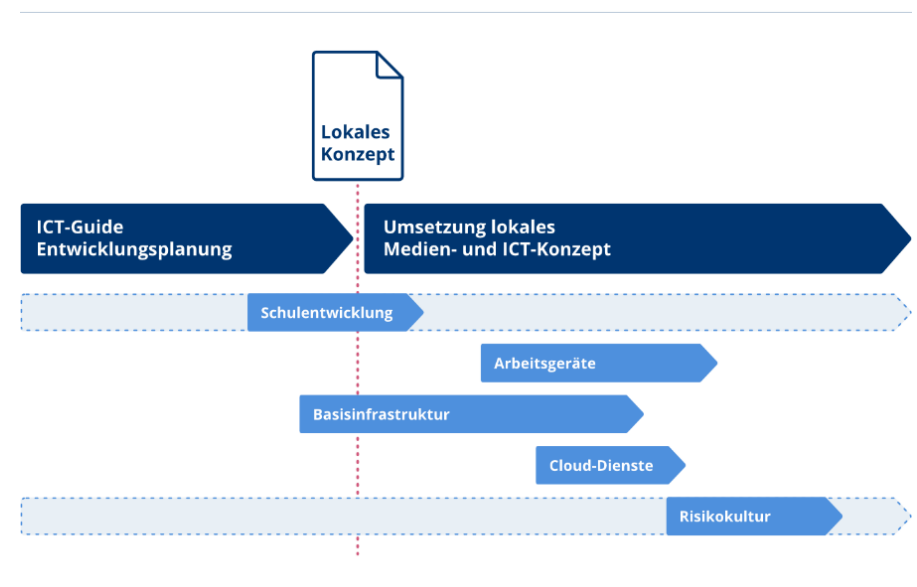 Lokales
Konzept
ICT-Guide
Entwicklungsplanung
Umsetzung lokales
Medien- und ICT-Konzept
Schulentwicklung
Arbeitsgeräte
Basisinfrastruktur
Cloud-Dienste
Risikokultur